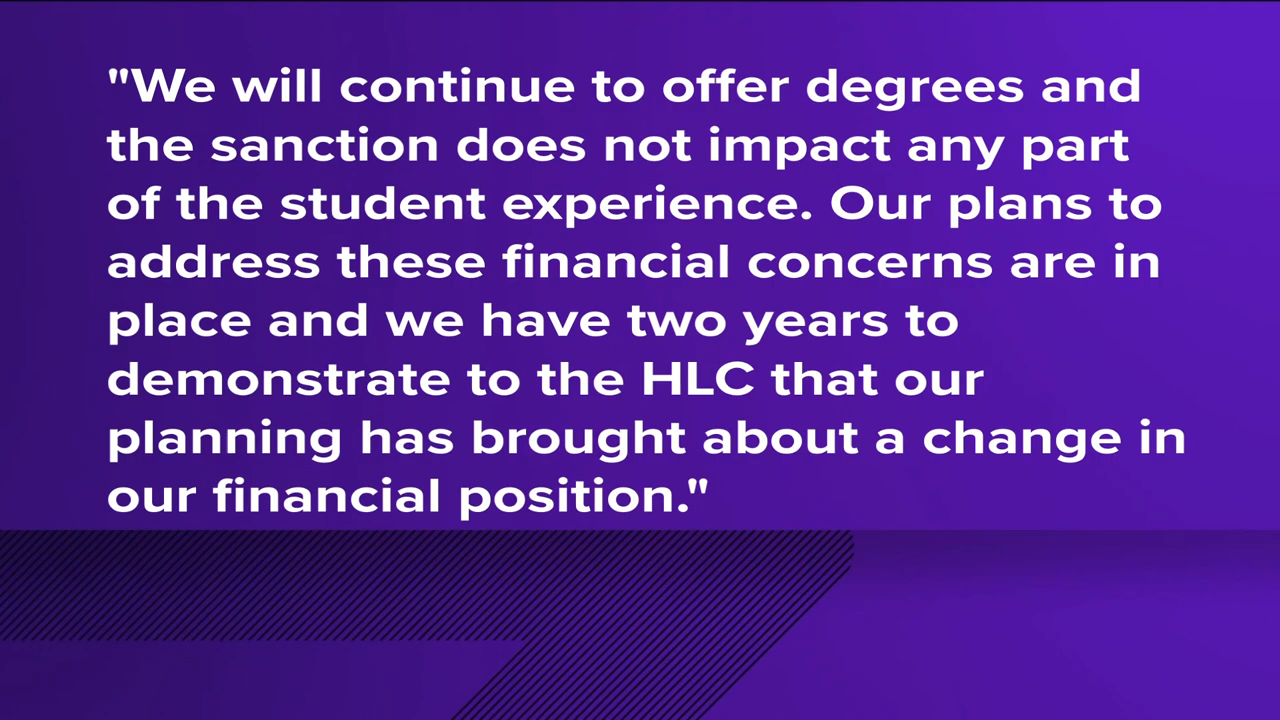 "We will continue to offer degrees and
the sanction does not impact any part
of the student experience. Our plans to
address these financial concerns are in
place and we have two years to
demonstrate to the HLC that our
planning has brought about a change in
our financial position."